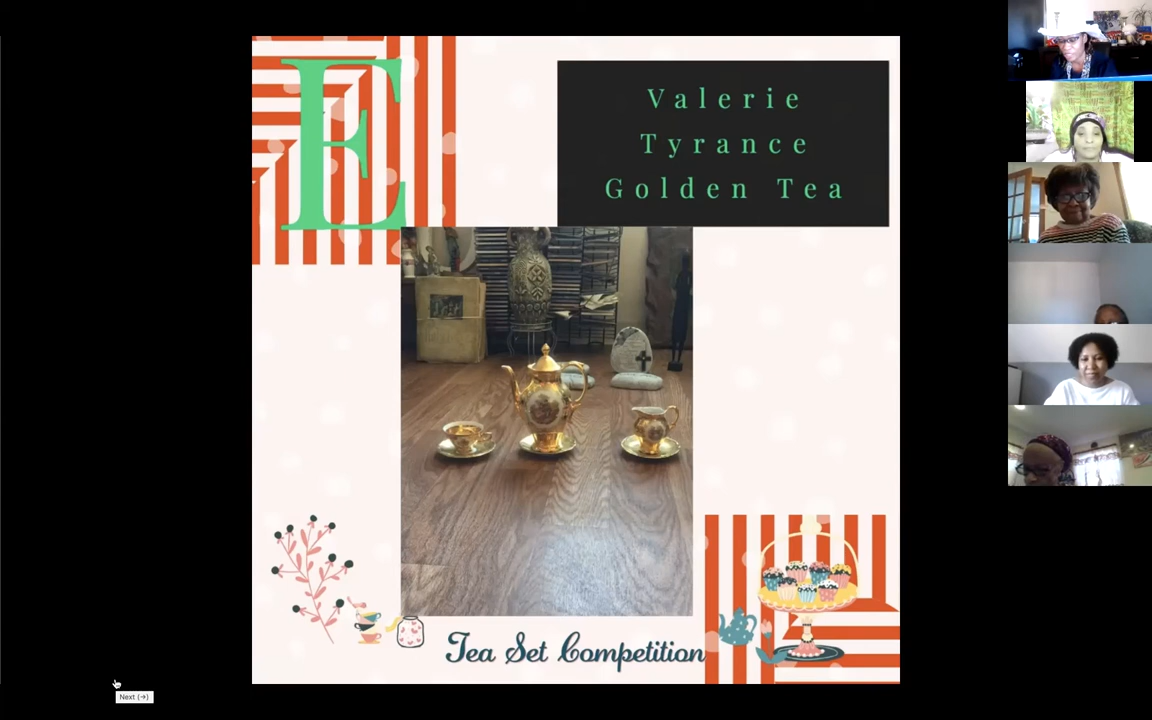 E
Valerie
Tyrance
Golden Tea
Tea Set Competition
Next (→)